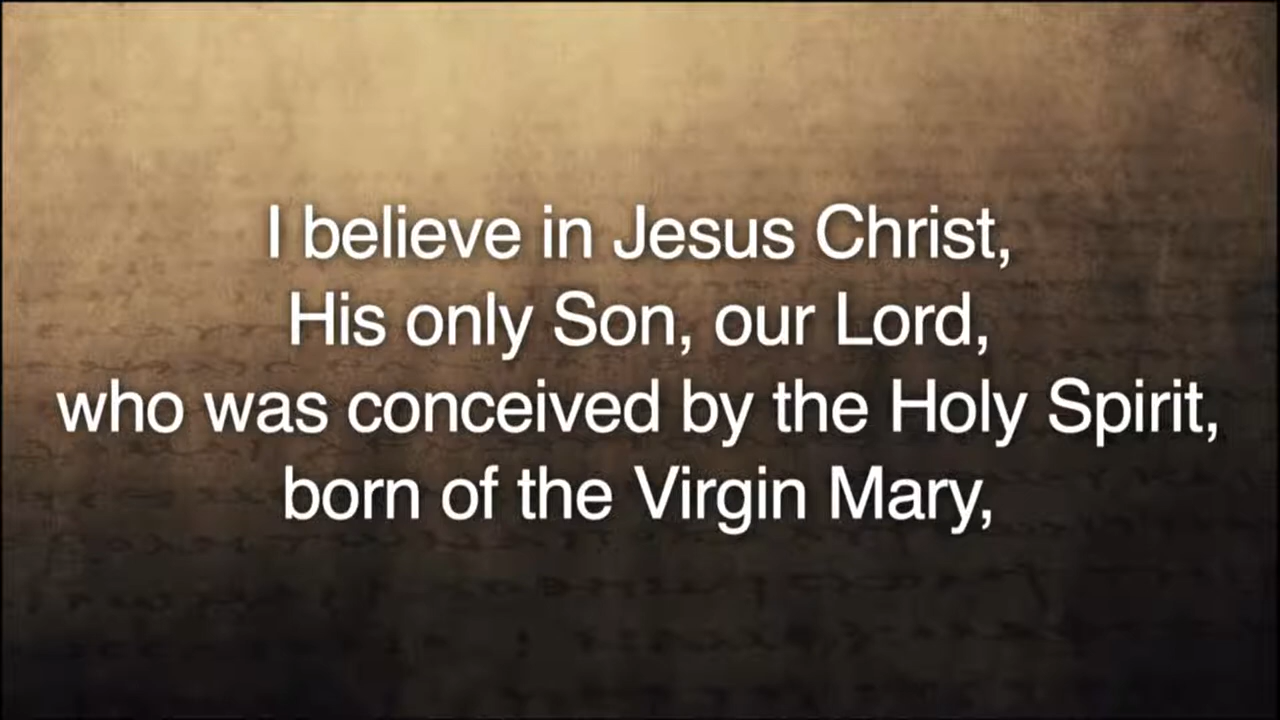 I believe in Jesus Christ,
His only Son, our Lord,
who was conceived by the Holy Spirit,
born of the Virgin Mary,